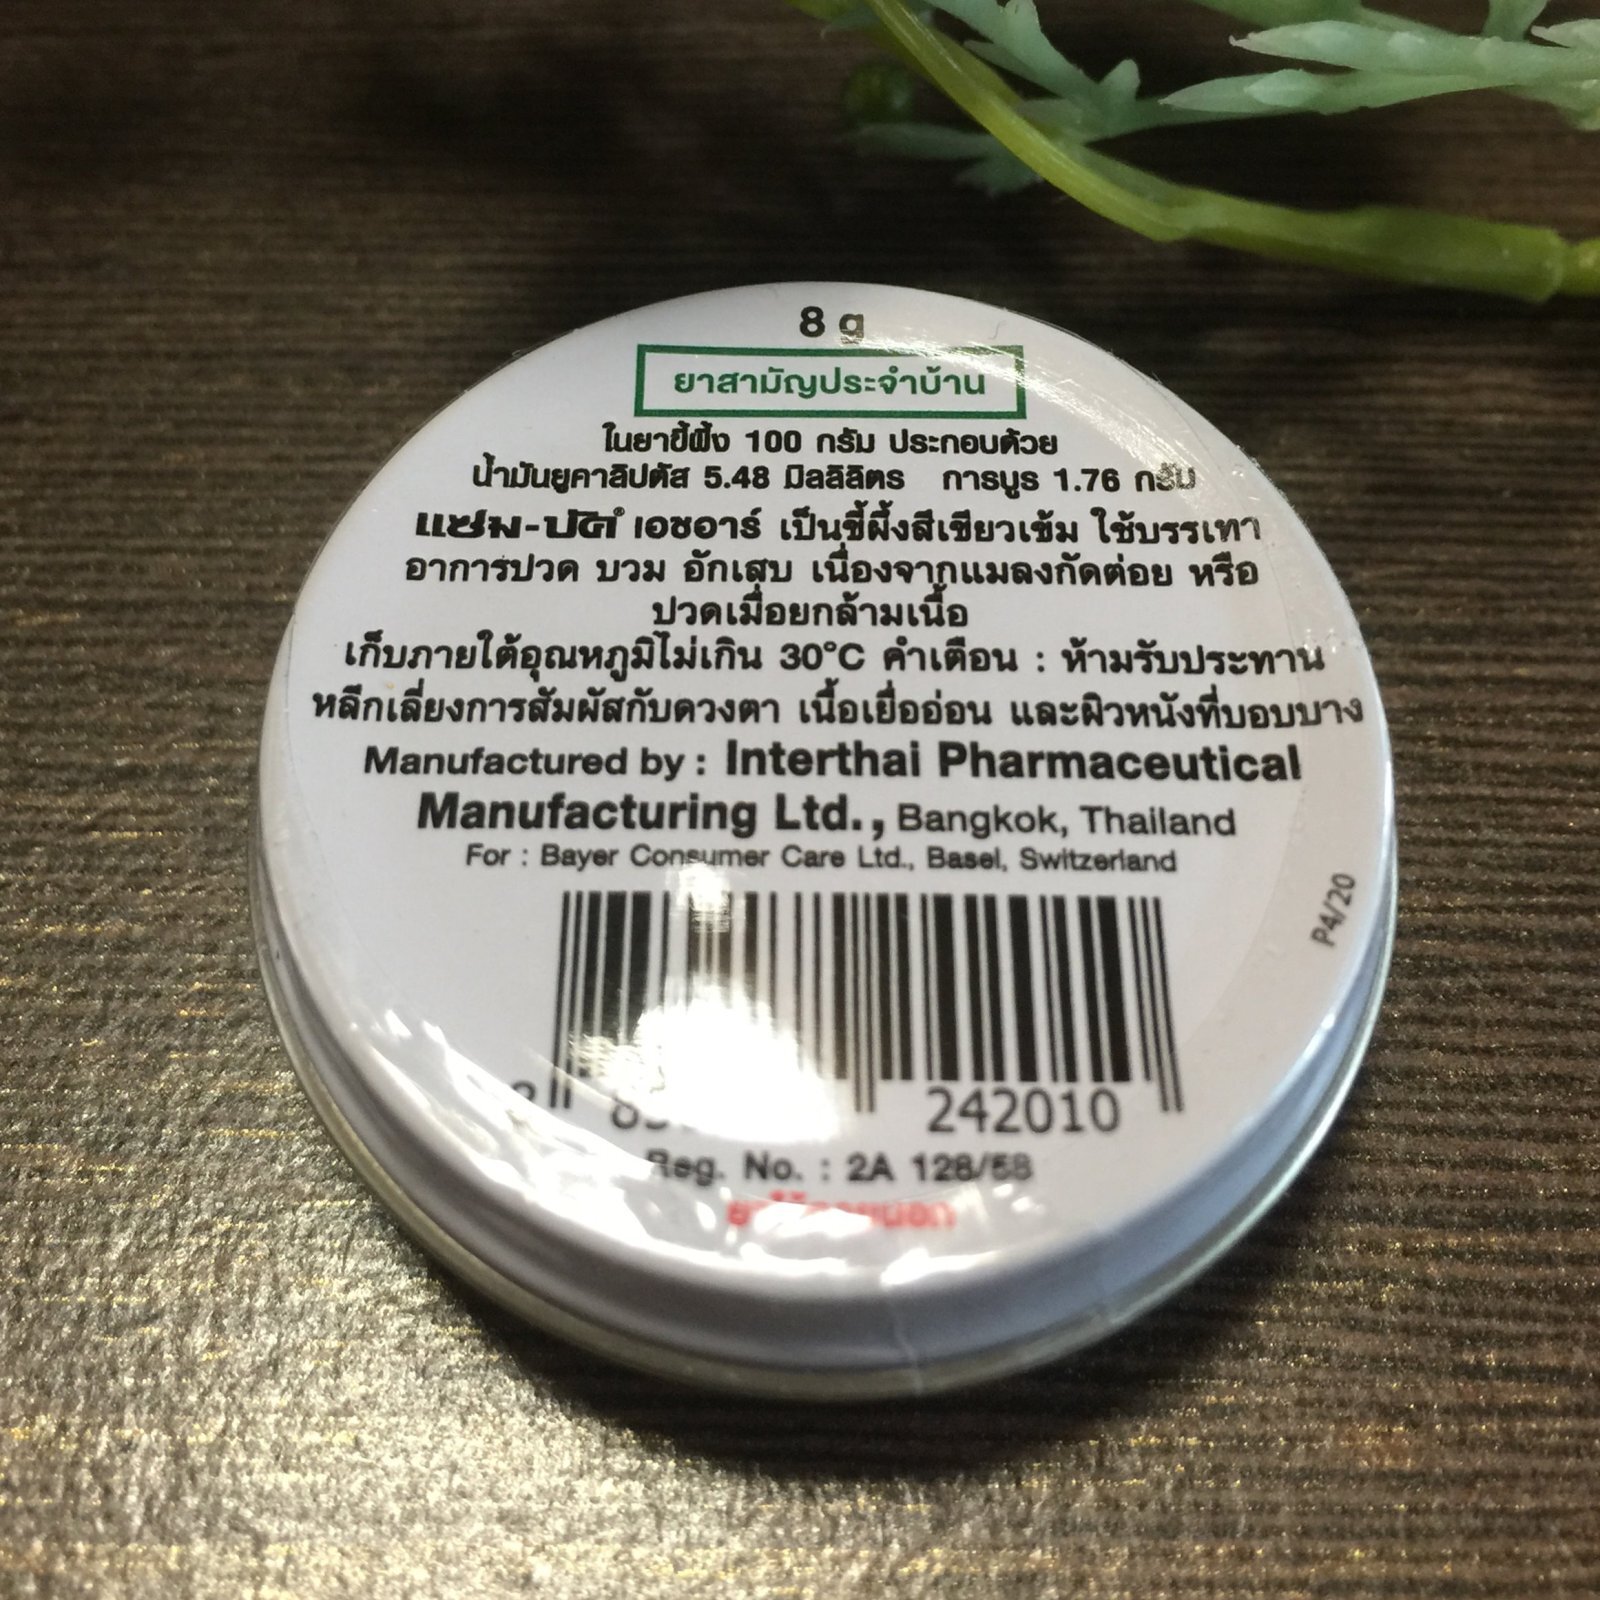 8 g
ยาสามัญประจำบ้าน
ในยาขี้ผึ้ง 100 กรัม ประกอบด้วย
น้ำมันยูคาลิปตัส 5.48 มิลลิลิตร การบูร 1.76 กรัม
แซม-บัค® เอชอาร์ เป็นขี้ผึ้งสีเขียวเข้ม ใช้บรรเทา
อาการปวด บวม อักเสบ เนื่องจากแมลงกัดต่อย หรือ
ปวดเมื่อยกล้ามเนื้อ
เก็บภายใต้อุณหภูมิไม่เกิน 30°C คำเตือน : ห้ามรับประทาน
หลีกเลี่ยงการสัมผัสกับดวงตา เนื้อเยื่ออ่อน และผิวหนังที่บอบบาง
Manufactured by : Interthai Pharmaceutical
Manufacturing Ltd., Bangkok, Thailand
For : Bayer Consumer Care Ltd., Basel, Switzerland
P4/20
242010
Reg. No. : 2A 128/58
ยาใช้ภายนอก